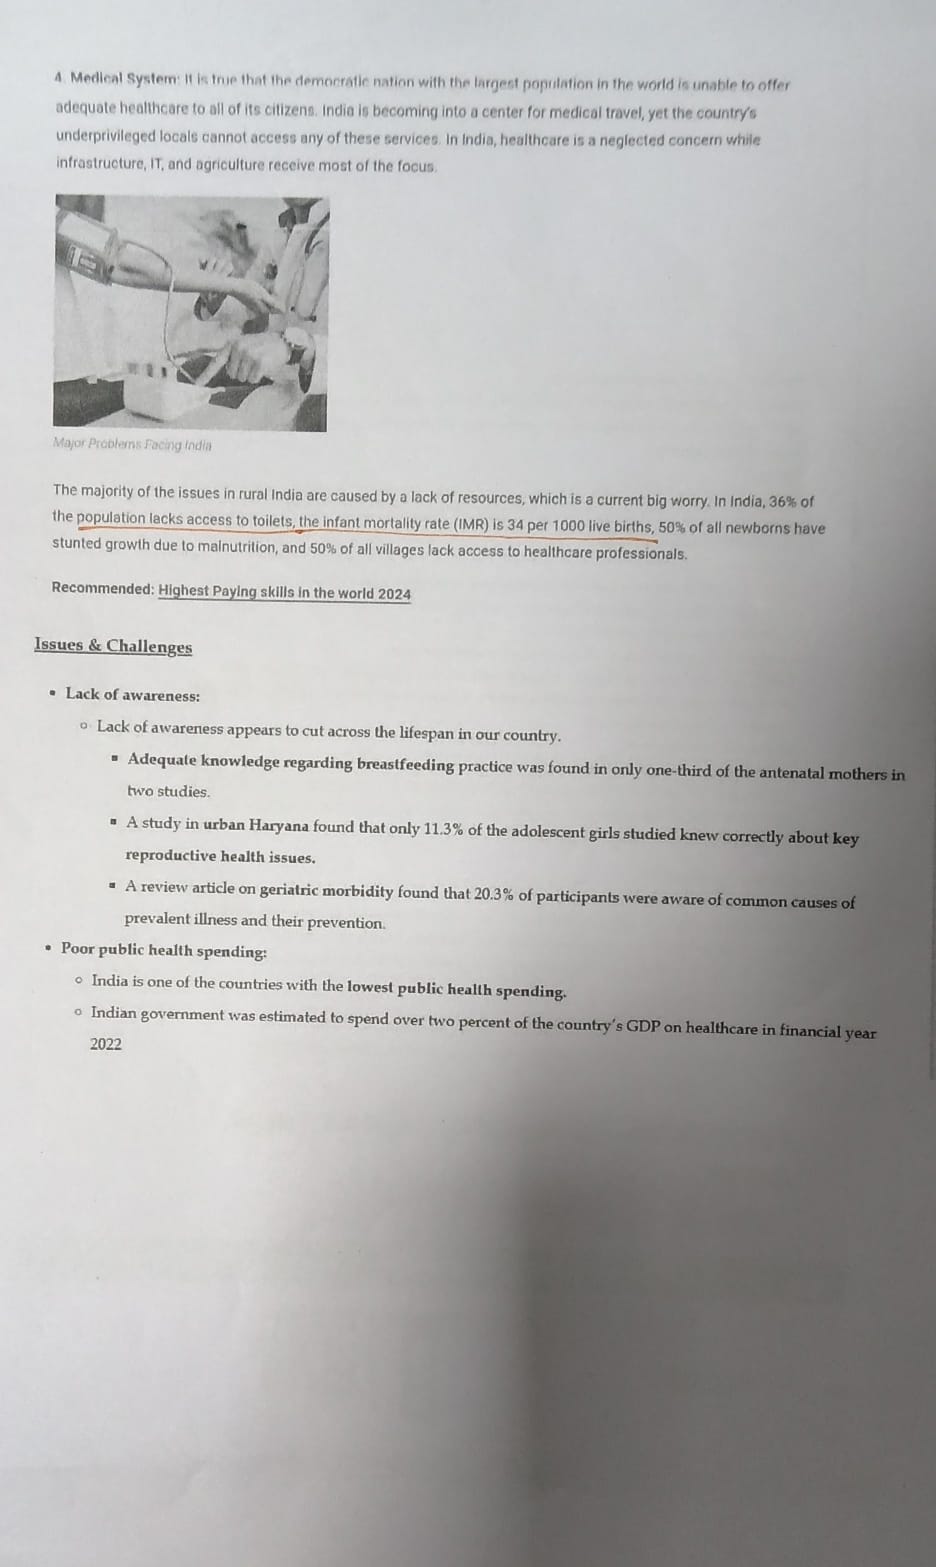 4. Medical System: It is true that the democratic nation with the largest population in the world is unable to offer
adequate healthcare to all of its citizens. India is becoming into a center for medical travel, yet the country's
underprivileged locals cannot access any of these services. In India, healthcare is a neglected concern while
infrastructure, IT, and agriculture receive most of the focus.
Major Problems Facing India
The majority of the issues in rural India are caused by a lack of resources, which is a current big worry. In India, 36% of
the population lacks access to toilets, the infant mortality rate (IMR) is 34 per 1000 live births, 50% of all newborns have
stunted growth due to malnutrition, and 50% of all villages lack access to healthcare professionals.
Recommended: Highest Paying skills in the world 2024
Issues & Challenges
• Lack of awareness:
○ Lack of awareness appears to cut across the lifespan in our country.
▪ Adequate knowledge regarding breastfeeding practice was found in only one-third of the antenatal mothers in
two studies.
▪ A study in urban Haryana found that only 11.3% of the adolescent girls studied knew correctly about key
reproductive health issues.
▪ A review article on geriatric morbidity found that 20.3% of participants were aware of common causes of
prevalent illness and their prevention.
• Poor public health spending:
○ India is one of the countries with the lowest public health spending.
○ Indian government was estimated to spend over two percent of the country's GDP on healthcare in financial year
2022